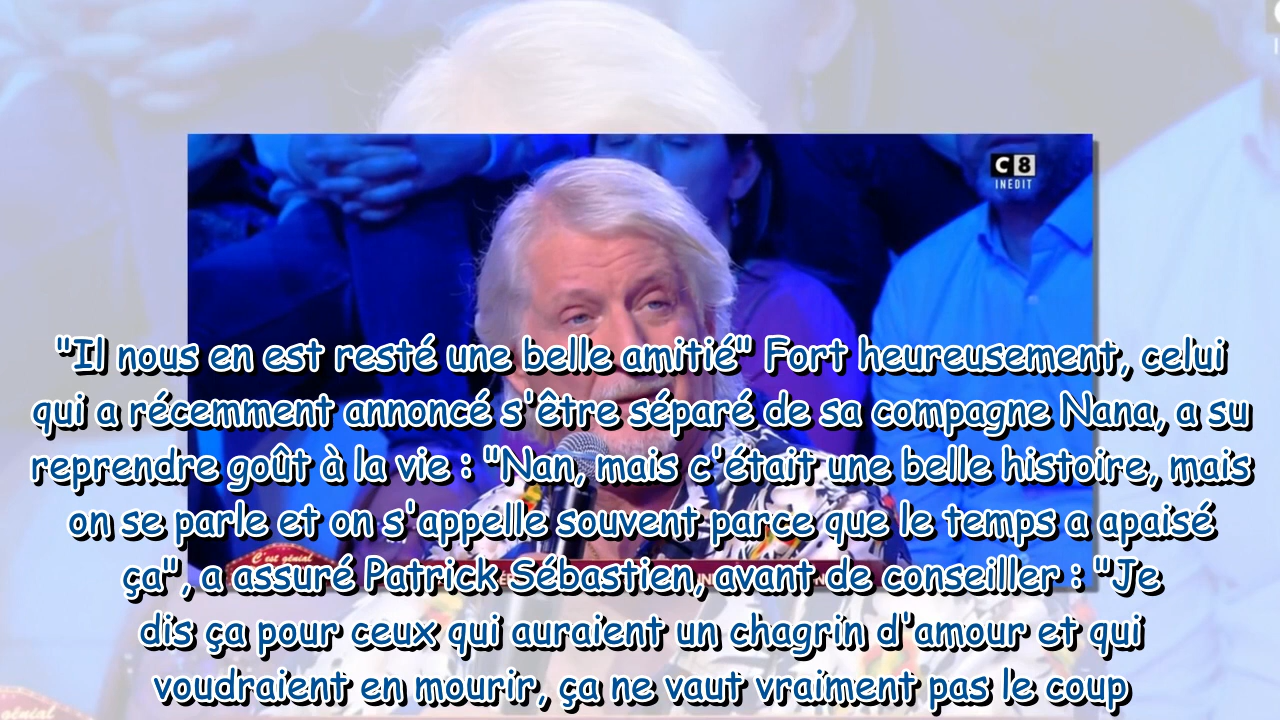 C8
INEDIT
"Il nous en est resté une belle amitié" Fort heureusement, celui
qui a récemment annoncé s'être séparé de sa compagne Nana, a su
reprendre goût à la vie : "Nan, mais c'était une belle histoire, mais
on se parle et on s'appelle souvent parce que le temps a apaisé
ça", a assuré Patrick Sébastien, avant de conseiller : "Je
dis ça pour ceux qui auraient un chagrin d'amour et qui
voudraient en mourir, ça ne vaut vraiment pas le coup
C'est génial
génial